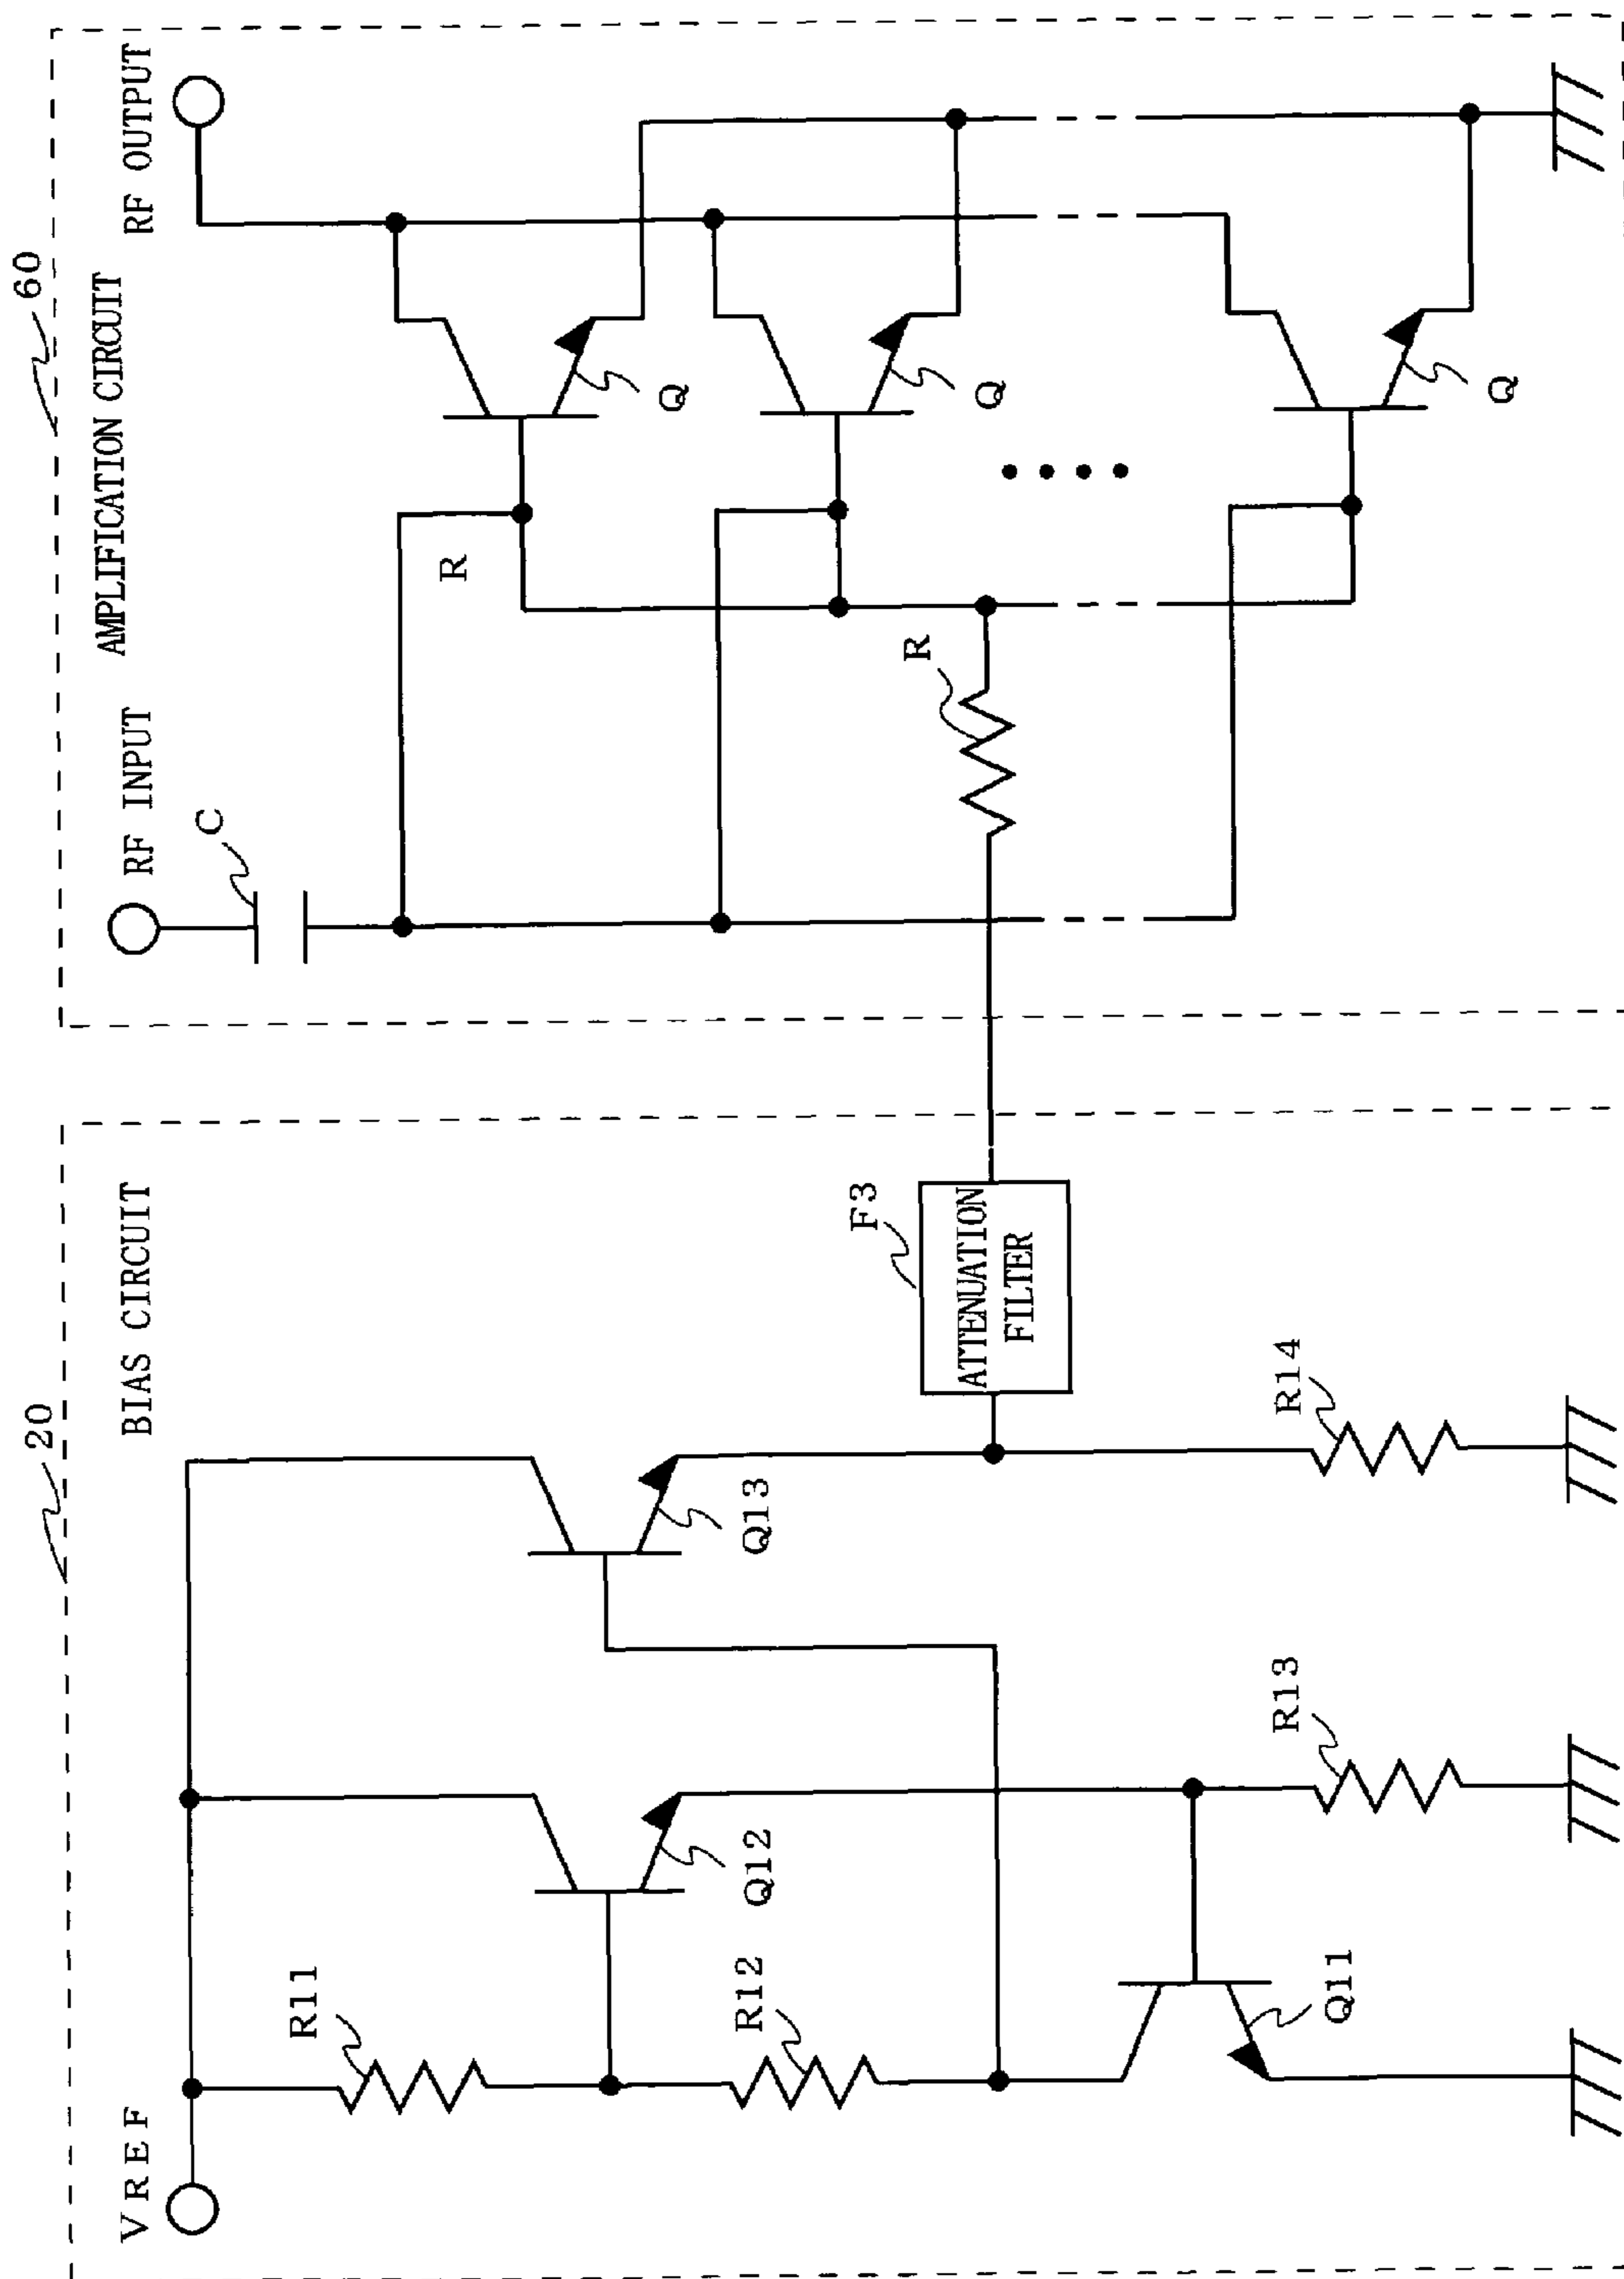 20
60
BIAS CIRCUIT
AMPLIFICATION CIRCUIT
VREF
RF INPUT
RF OUTPUT
C
R11
R
Q
Q12
Q13
R12
F3
R
Q
ATTENUATION
FILTER
R13
R14
Q11
Q